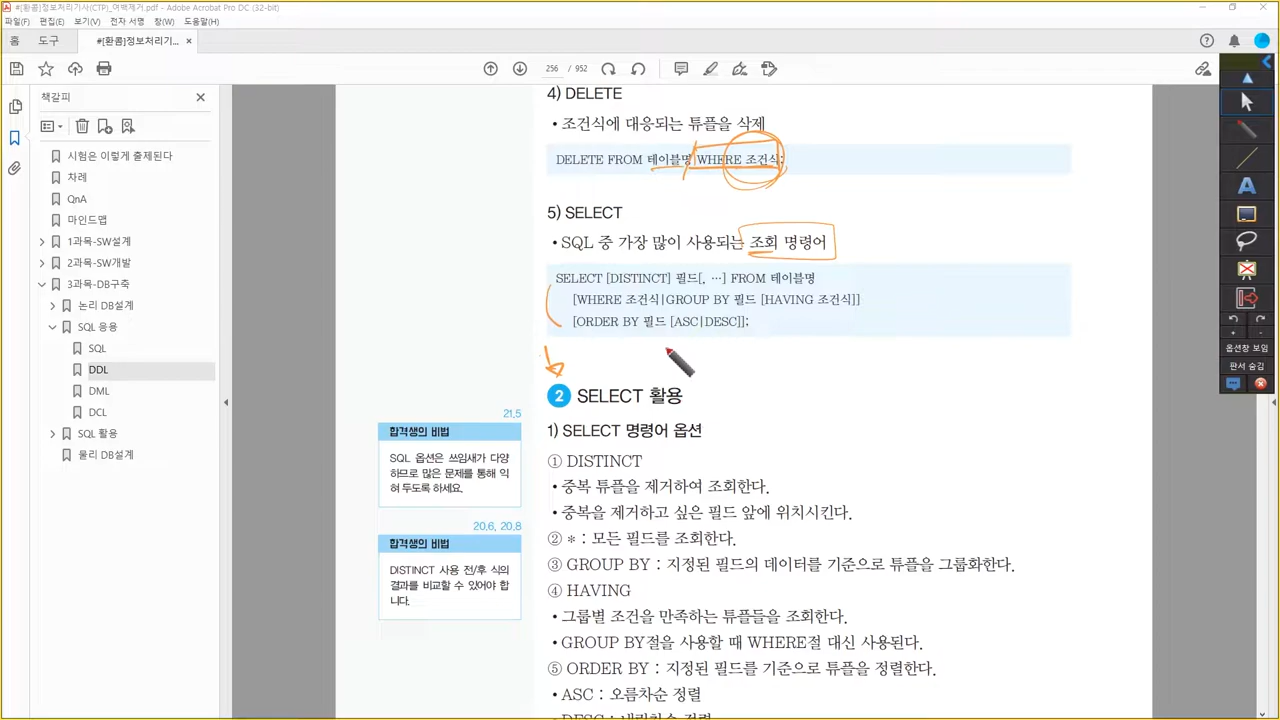 #[환콤]정보처리기사(CTP)_여백제거.pdf - Adobe Acrobat Pro DC (32-bit)
파일(F) 편집(E) 보기(V) 전자 서명 창(W) 도움말(H)
홈 도구 #[환콤]정보처리기... ×
256 / 952
책갈피
시험은 이렇게 출제된다
차례
QnA
마인드맵
1과목-SW설계
2과목-SW개발
3과목-DB구축
논리 DB설계
SQL 응용
SQL
DDL
DML
DCL
SQL 활용
물리 DB설계
4) DELETE
• 조건식에 대응되는 튜플을 삭제
DELETE FROM 테이블명 WHERE 조건식;
5) SELECT
• SQL 중 가장 많이 사용되는 조회 명령어
SELECT [DISTINCT] 필드[, …] FROM 테이블명
[WHERE 조건식|GROUP BY 필드 [HAVING 조건식]]
[ORDER BY 필드 [ASC|DESC]];
2 SELECT 활용
1) SELECT 명령어 옵션
① DISTINCT
• 중복 튜플을 제거하여 조회한다.
• 중복을 제거하고 싶은 필드 앞에 위치시킨다.
② * : 모든 필드를 조회한다.
③ GROUP BY : 지정된 필드의 데이터를 기준으로 튜플을 그룹화한다.
④ HAVING
• 그룹별 조건을 만족하는 튜플들을 조회한다.
• GROUP BY절을 사용할 때 WHERE절 대신 사용된다.
⑤ ORDER BY : 지정된 필드를 기준으로 튜플을 정렬한다.
• ASC : 오름차순 정렬
• DESC : 내림차순 정렬
21.5
합격생의 비법
SQL 옵션은 쓰임새가 다양
하므로 많은 문제를 통해 익
혀 두도록 하세요.
20.6, 20.8
합격생의 비법
DISTINCT 사용 전/후 식의
결과를 비교할 수 있어야 합
니다.
A
옵션창 보임
판서 숨김